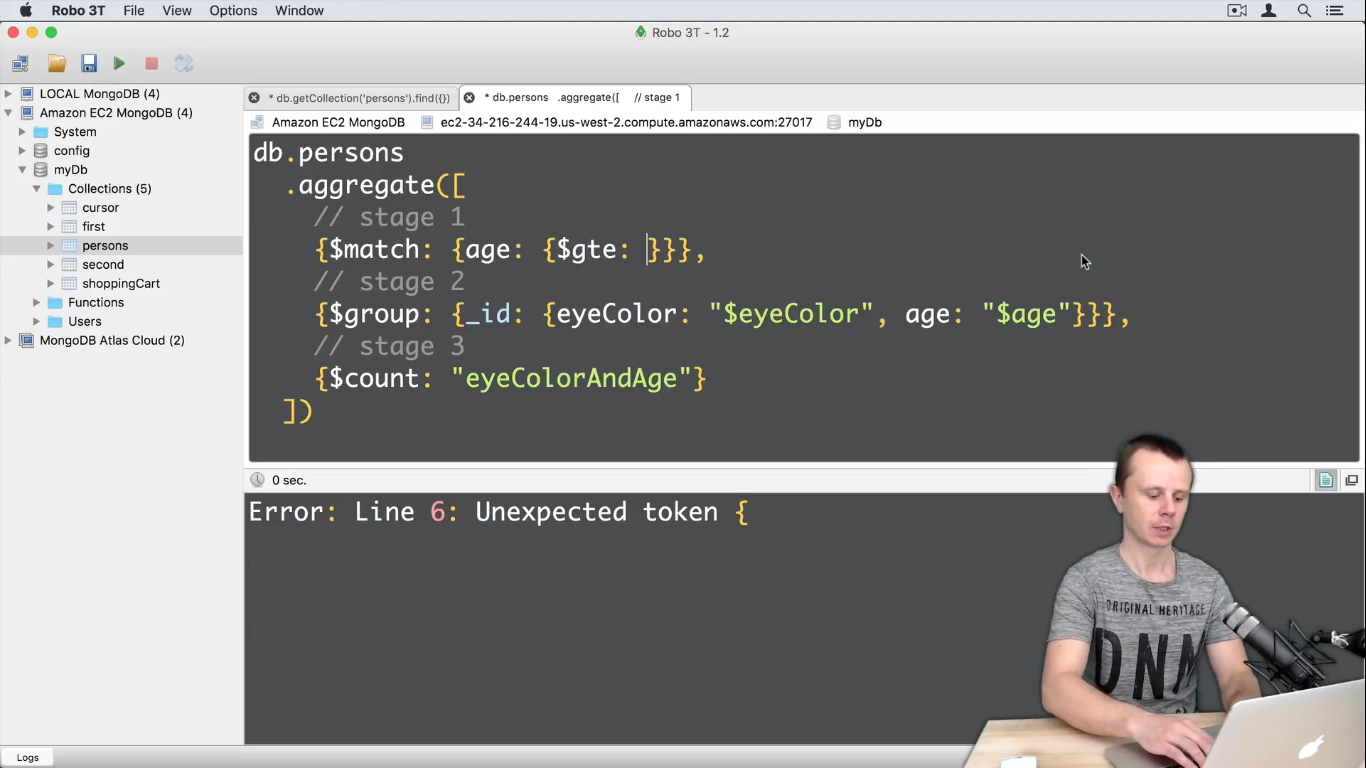 Robo 3T File View Options Window
Robo 3T - 1.2
* db.getCollection('persons').find({}) * db.persons .aggregate([ // stage 1
Amazon EC2 MongoDB ec2-34-216-244-19.us-west-2.compute.amazonaws.com:27017 myDb
LOCAL MongoDB (4)
Amazon EC2 MongoDB (4)
System
config
myDb
Collections (5)
cursor
first
persons
second
shoppingCart
Functions
Users
MongoDB Atlas Cloud (2)
db.persons
.aggregate([
// stage 1
{$match: {age: {$gte: }}},
// stage 2
{$group: {_id: {eyeColor: "$eyeColor", age: "$age"}}},
// stage 3
{$count: "eyeColorAndAge"}
])
0 sec.
Error: Line 6: Unexpected token {
ORIGINAL HERITAGE
DNM
Logs